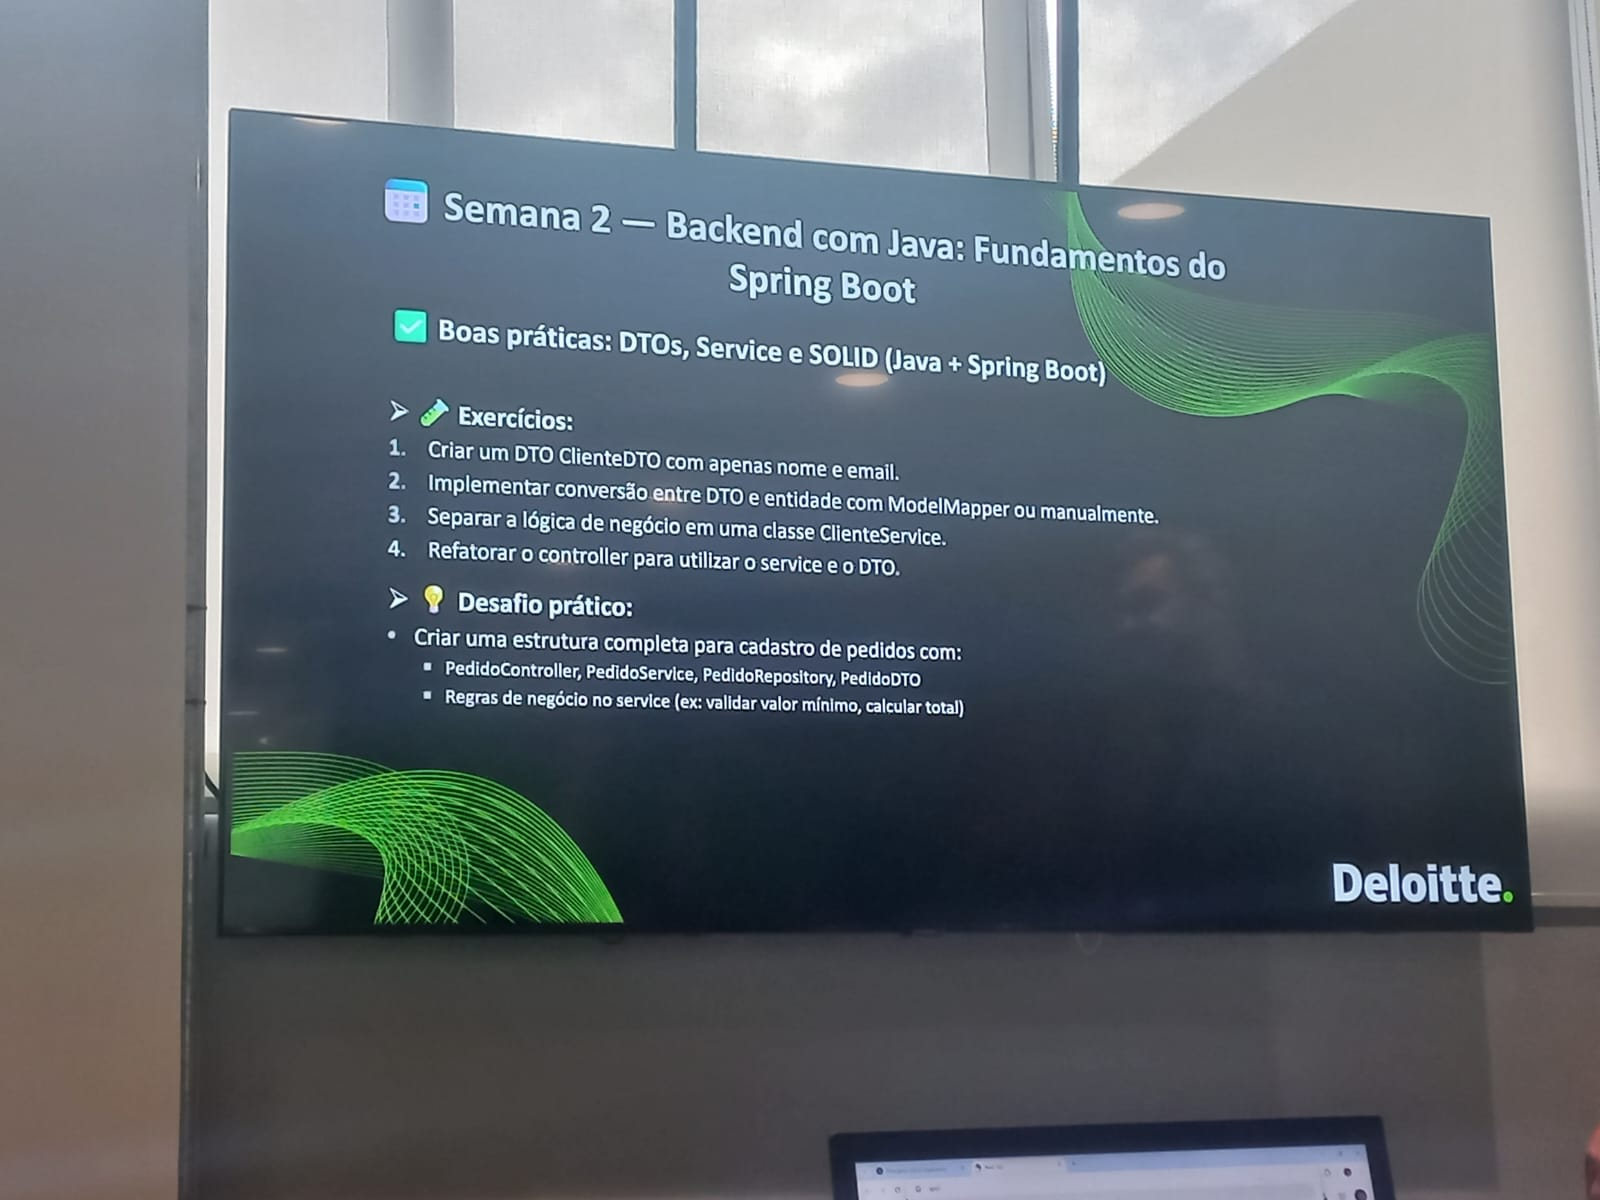 Semana 2 — Backend com Java: Fundamentos do
Spring Boot
Boas práticas: DTOs, Service e SOLID (Java + Spring Boot)
Exercícios:
1. Criar um DTO ClienteDTO com apenas nome e email.
2. Implementar conversão entre DTO e entidade com ModelMapper ou manualmente.
3. Separar a lógica de negócio em uma classe ClienteService.
4. Refatorar o controller para utilizar o service e o DTO.
Desafio prático:
• Criar uma estrutura completa para cadastro de pedidos com:
▪ PedidoController, PedidoService, PedidoRepository, PedidoDTO
▪ Regras de negócio no service (ex: validar valor mínimo, calcular total)
Deloitte.